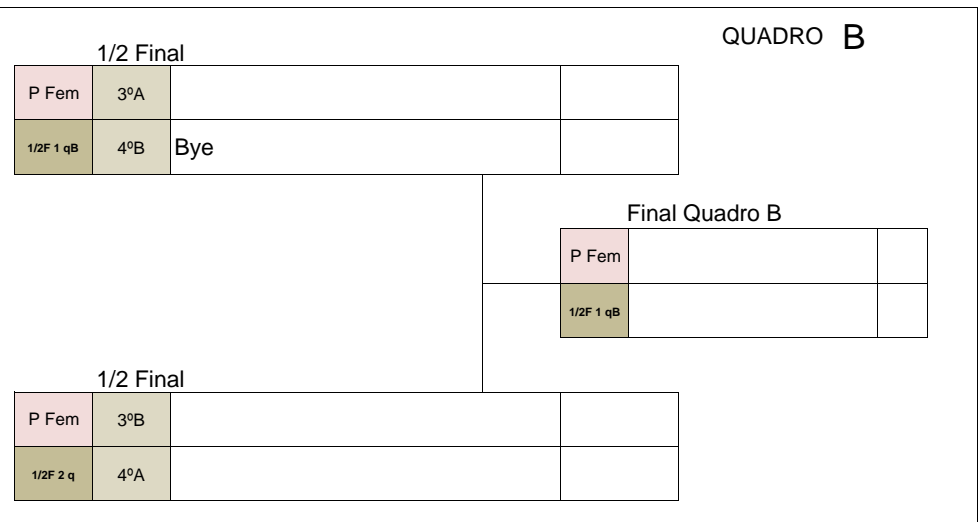 QUADRO B
1/2 Final
P Fem 3ºA
1/2F 1 qB 4ºB Bye
Final Quadro B
P Fem
1/2F 1 qB
1/2 Final
P Fem 3ºB
1/2F 2 q 4ºA